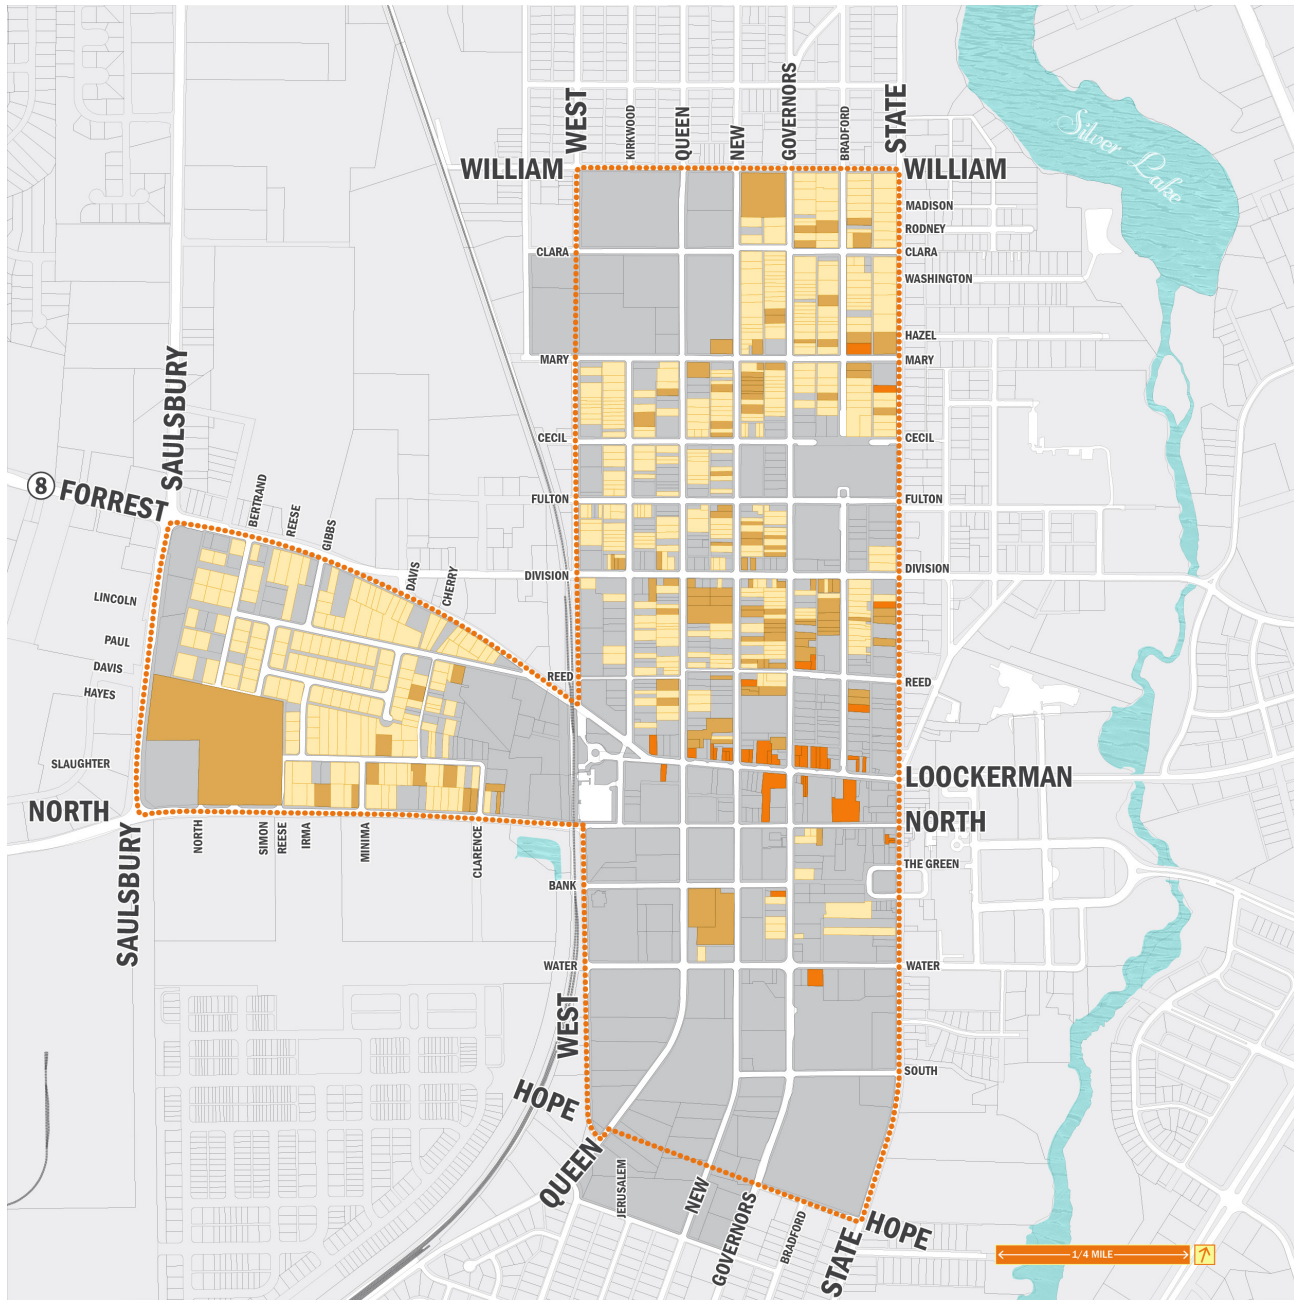 WEST
KIRKWOOD
QUEEN
NEW
GOVERNORS
BRADFORD
STATE
Silver Lake
WILLIAM
WILLIAM
MADISON
RODNEY
CLARA
CLARA
WASHINGTON
HAZEL
MARY
MARY
SAULSBURY
CECIL
CECIL
8
FORREST
BERTRAND
REESE
GIBBS
FULTON
FULTON
DAVIS
CHERRY
DIVISION
DIVISION
LINCOLN
PAUL
DAVIS
HAYES
REED
REED
SLAUGHTER
LOOCKERMAN
NORTH
NORTH
SAULSBURY
NORTH
SIMON
REESE
IRMA
MINIMA
CLARENCE
THE GREEN
BANK
WATER
WATER
WEST
SOUTH
HOPE
QUEEN
JERUSALEM
NEW
GOVERNORS
BRADFORD
STATE
HOPE
1/4 MILE